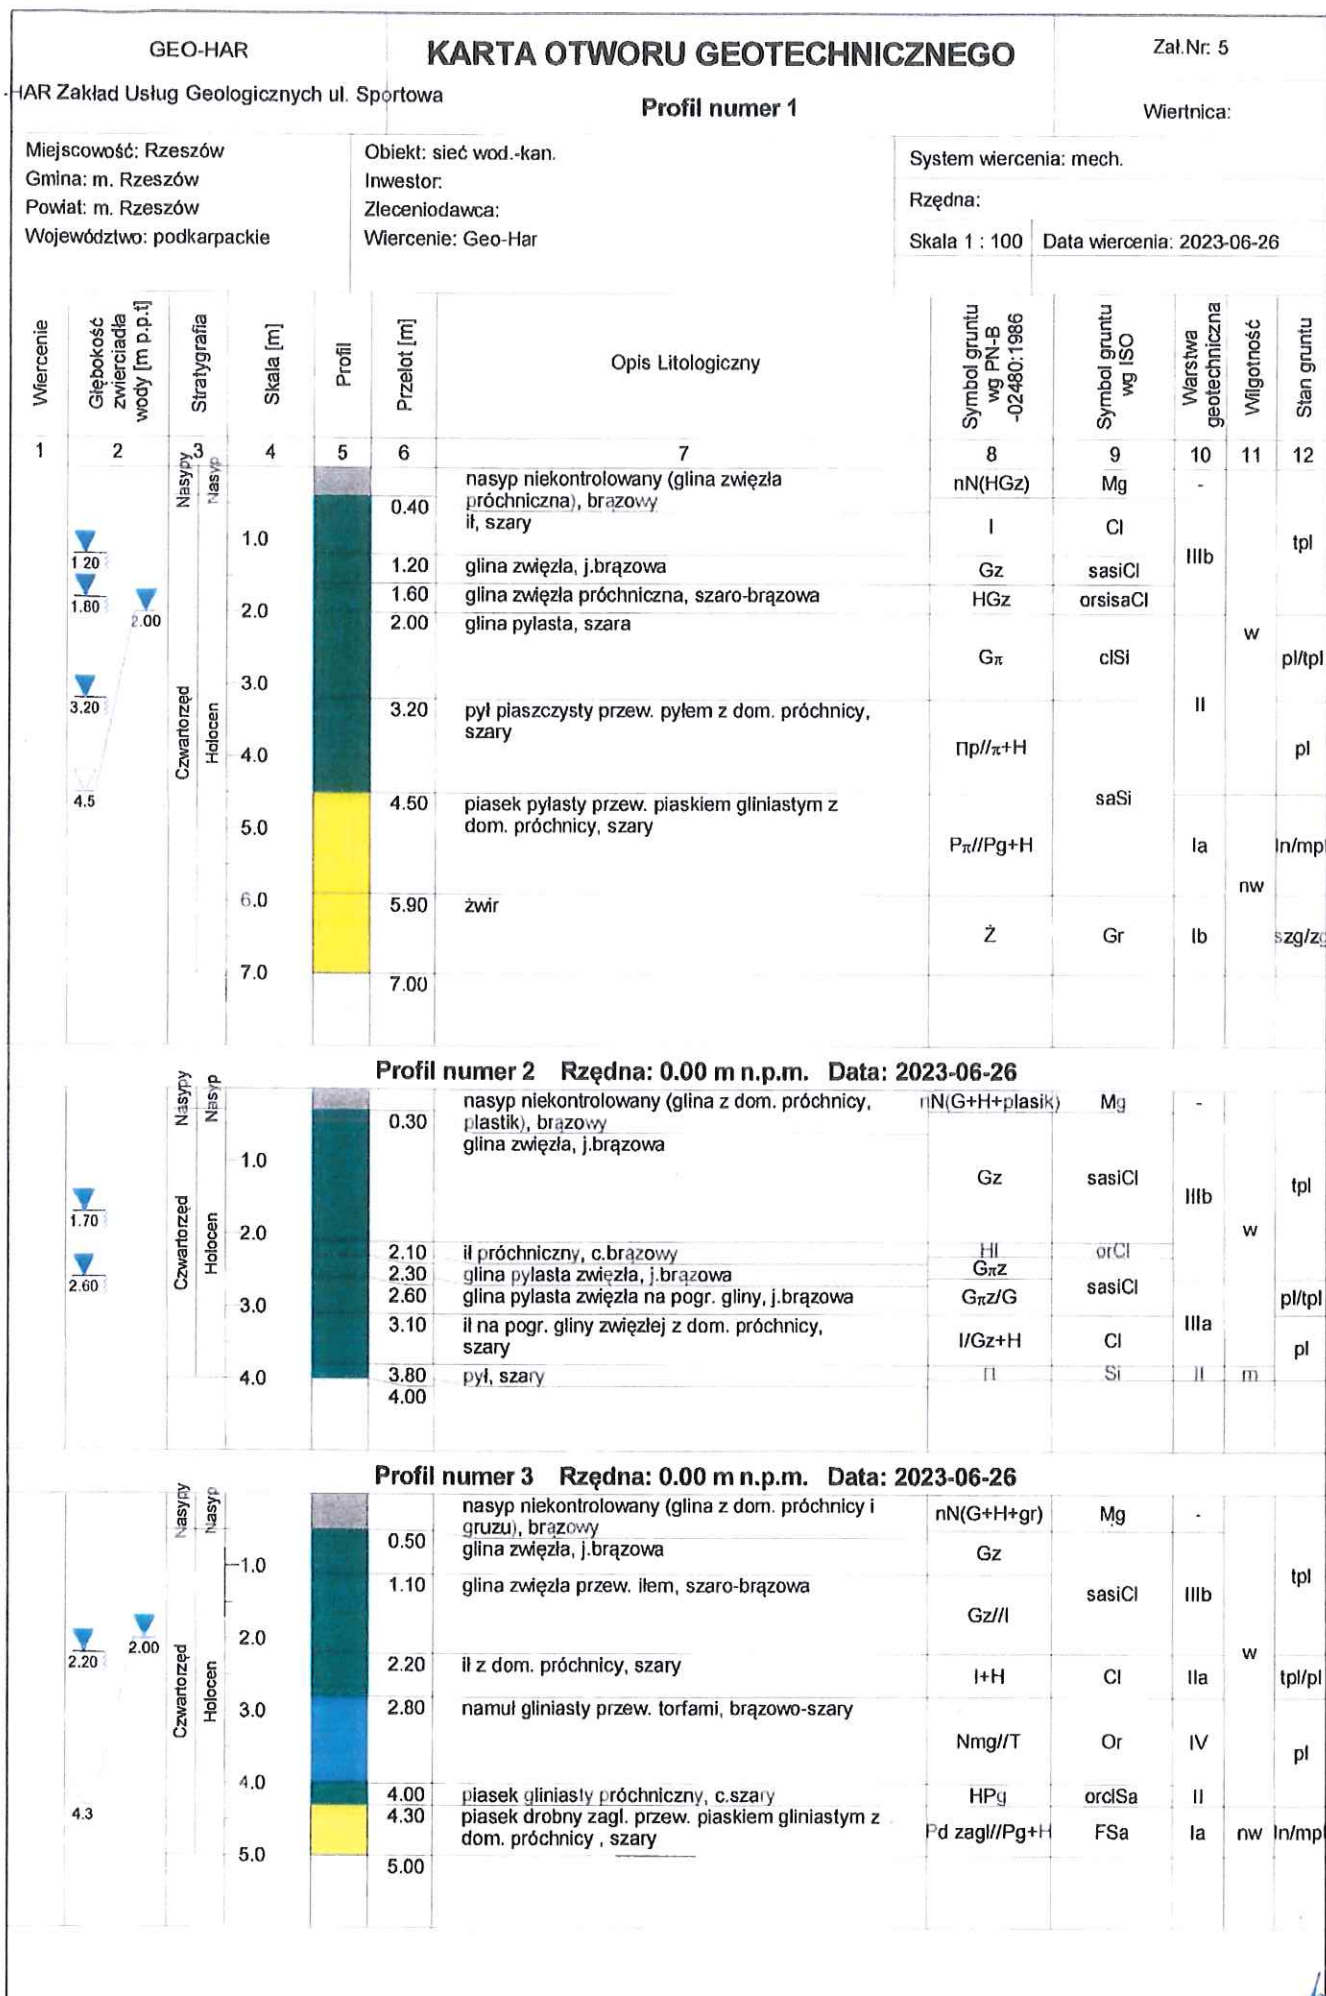 GEO-HAR
KARTA OTWORU GEOTECHNICZNEGO
Zał.Nr: 5
HAR Zakład Usług Geologicznych ul. Sportowa
Profil numer 1
Wiertnica:
Miejscowość: Rzeszów
Gmina: m. Rzeszów
Powiat: m. Rzeszów
Województwo: podkarpackie
Obiekt: sieć wod.-kan.
Inwestor:
Zleceniodawca:
Wiercenie: Geo-Har
System wiercenia: mech.
Rzędna:
Skala 1 : 100 Data wiercenia: 2023-06-26
Wiercenie
Głębokość zwierciadła wody [m p.p.t]
Stratygrafia
Skala [m]
Profil
Przelot [m]
Opis Litologiczny
Symbol gruntu wg PN-B -02480:1986
Symbol gruntu wg ISO
Warstwa geotechniczna
Wilgotność
Stan gruntu
1 2 3 4 5 6 7 8 9 10 11 12
Nasypy Nasyp
Czwartorzęd Holocen
1.20
1.80
2.00
3.20
4.5
1.0
2.0
3.0
4.0
5.0
6.0
7.0
nasyp niekontrolowany (glina zwięzła
próchniczna), brązowy nN(HGz) Mg -
0.40 ił, szary I Cl IIIb tpl
1.20 glina zwięzła, j.brązowa Gz sasiCl
1.60 glina zwięzła próchniczna, szaro-brązowa HGz orsisaCl
2.00 glina pylasta, szara Gπ clSi w pl/tpl
II
3.20 pył piaszczysty przew. pyłem z dom. próchnicy,
szary Πp//π+H pl
saSi
4.50 piasek pylasty przew. piaskiem gliniastym z
dom. próchnicy, szary Pπ//Pg+H Ia ln/mpl
nw
5.90 żwir Ż Gr Ib szg/zg
7.00
Profil numer 2 Rzędna: 0.00 m n.p.m. Data: 2023-06-26
Nasypy Nasyp
Czwartorzęd Holocen
1.70
2.60
1.0
2.0
3.0
4.0
nasyp niekontrolowany (glina z dom. próchnicy, nN(G+H+plasik) Mg -
plastik), brązowy
0.30 glina zwięzła, j.brązowa Gz sasiCl IIIb tpl
w
2.10 ił próchniczny, c.brązowy HI orCl
2.30 glina pylasta zwięzła, j.brązowa Gπz
sasiCl
2.60 glina pylasta zwięzła na pogr. gliny, j.brązowa Gπz/G pl/tpl
IIIa
3.10 ił na pogr. gliny zwięzłej z dom. próchnicy,
szary I/Gz+H Cl pl
3.80 pył, szary Π Si II m
4.00
Profil numer 3 Rzędna: 0.00 m n.p.m. Data: 2023-06-26
Nasypy Nasyp
Czwartorzęd Holocen
2.20
2.00
4.3
1.0
2.0
3.0
4.0
5.0
nasyp niekontrolowany (glina z dom. próchnicy i nN(G+H+gr) Mg -
gruzu), brązowy
0.50 glina zwięzła, j.brązowa Gz
tpl
1.10 glina zwięzła przew. iłem, szaro-brązowa Gz//I sasiCl IIIb
w
2.20 ił z dom. próchnicy, szary I+H Cl IIa tpl/pl
2.80 namuł gliniasty przew. torfami, brązowo-szary Nmg//T Or IV pl
4.00 piasek gliniasty próchniczny, c.szary HPg orclSa II
4.30 piasek drobny zagl. przew. piaskiem gliniastym z
dom. próchnicy , szary Pd zagl//Pg+H FSa Ia nw ln/mpl
5.00